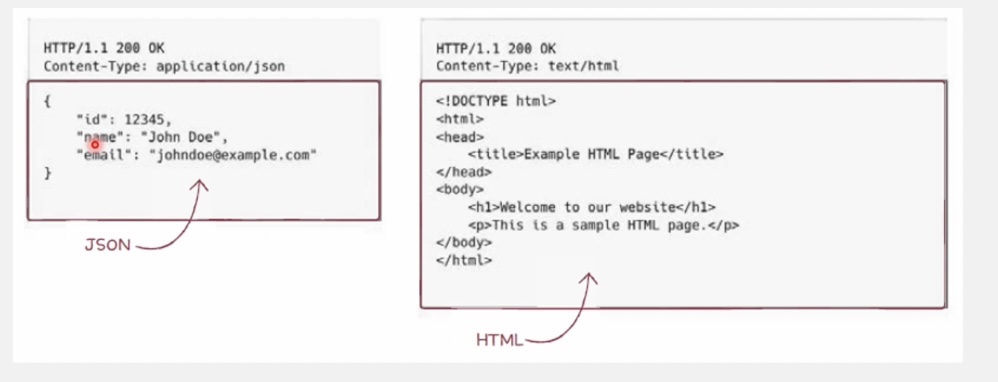 HTTP/1.1 200 OK
Content-Type: application/json
{
    "id": 12345,
    "name": "John Doe",
    "email": "johndoe@example.com"
}
JSON
HTTP/1.1 200 OK
Content-Type: text/html
<!DOCTYPE html>
<html>
<head>
    <title>Example HTML Page</title>
</head>
<body>
    <h1>Welcome to our website</h1>
    <p>This is a sample HTML page.</p>
</body>
</html>
HTML